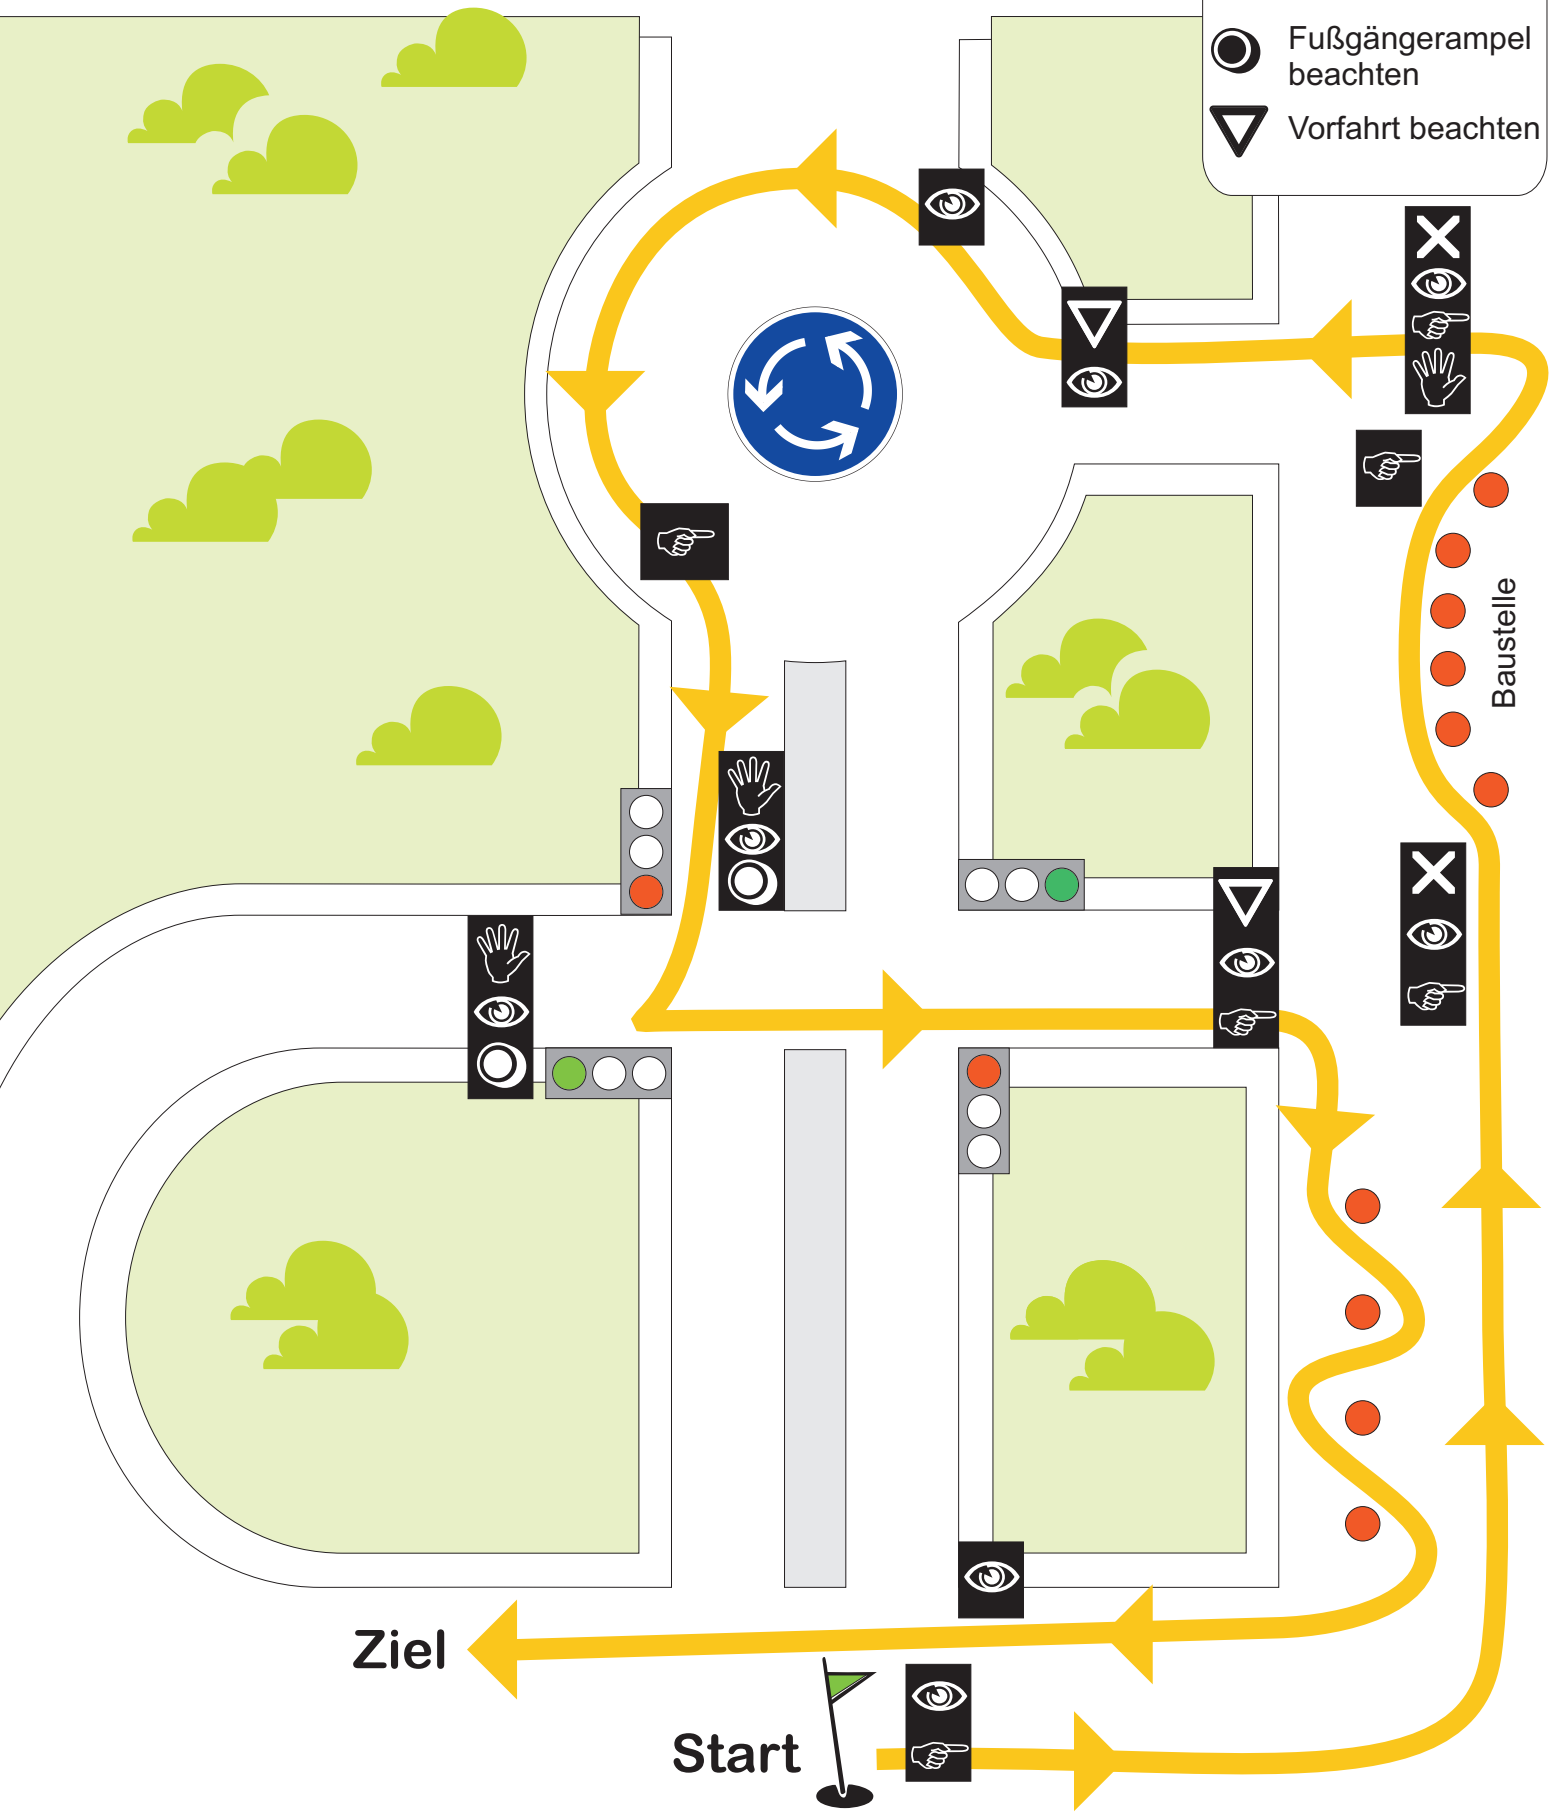 Fußgängerampel
beachten
Vorfahrt beachten
Baustelle
Ziel
Start